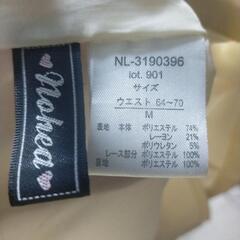 nohea
NL-3190396
lot. 901
サイズ
ウエスト 64~70
M
表地 本体 ポリエステル 74%
レーヨン 21%
ポリウレタン 5%
レース部分 ポリエステル 100%
裏地 ポリエステル 100%